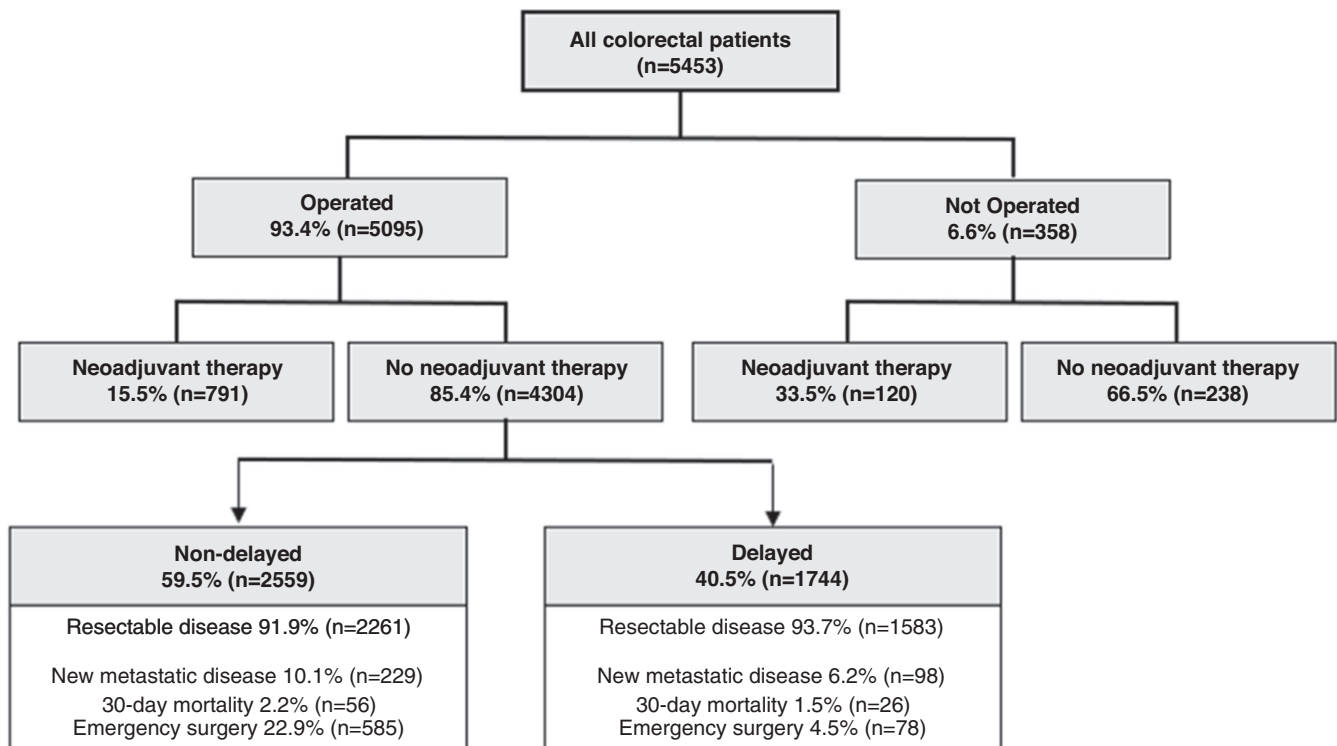 All colorectal patients
(n=5453)
Operated
93.4% (n=5095)
Not Operated
6.6% (n=358)
Neoadjuvant therapy
15.5% (n=791)
No neoadjuvant therapy
85.4% (n=4304)
Neoadjuvant therapy
33.5% (n=120)
No neoadjuvant therapy
66.5% (n=238)
Non-delayed
59.5% (n=2559)
Resectable disease 91.9% (n=2261)
New metastatic disease 10.1% (n=229)
30-day mortality 2.2% (n=56)
Emergency surgery 22.9% (n=585)
Delayed
40.5% (n=1744)
Resectable disease 93.7% (n=1583)
New metastatic disease 6.2% (n=98)
30-day mortality 1.5% (n=26)
Emergency surgery 4.5% (n=78)